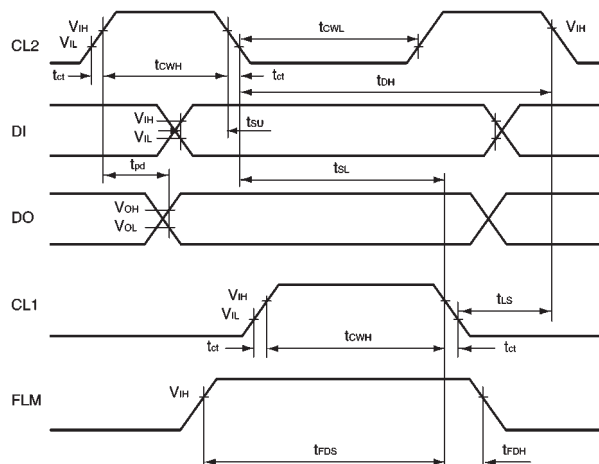 VIH
CL2
VIL
tCWL
VIH
tct
tCWH
tct
tDH
DI
VIH
VIL
tSU
tpd
tSL
DO
VOH
VOL
CL1
VIH
VIL
tLS
tct
tCWH
tct
FLM
VIH
tFDS
tFDH